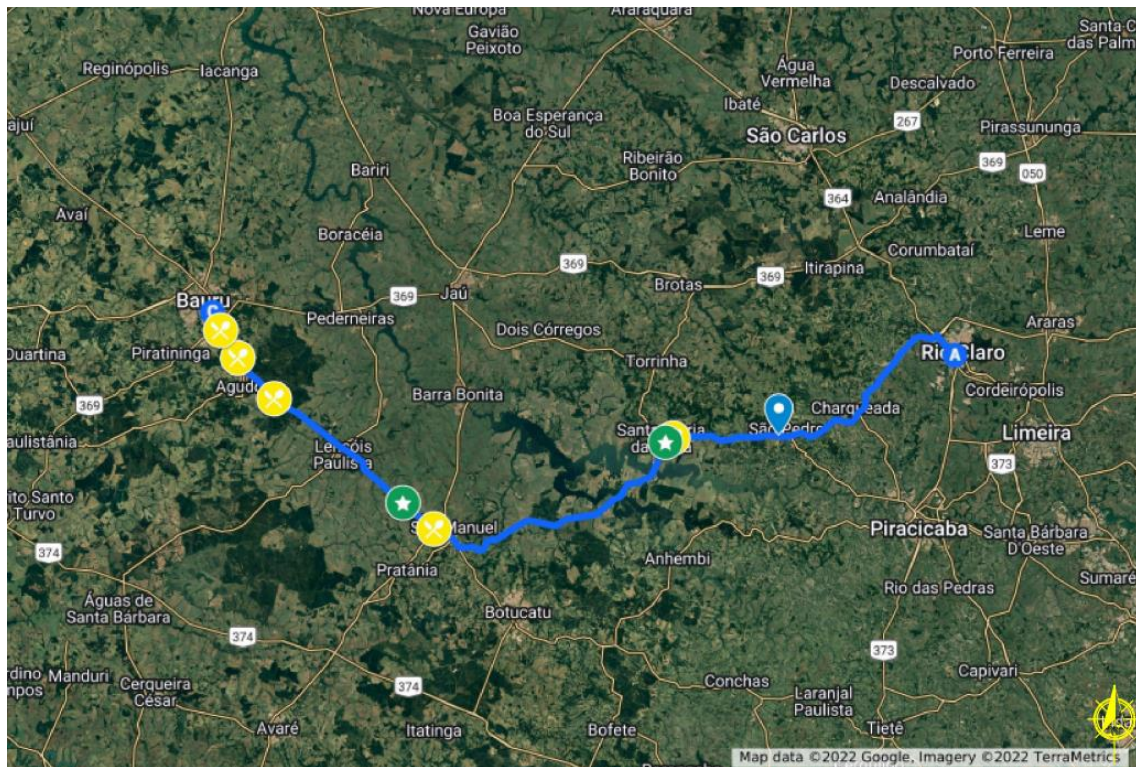 Nova Europa
Araraquara
Gavião
Peixoto
Santa C
das Palm
Reginópolis
Iacanga
Água
Vermelha
Porto Ferreira
Ibaté
Descalvado
Boa Esperança
do Sul
São Carlos
267
Pirassununga
Ribeirão
Bonito
369
050
Bariri
364
Analândia
Avaí
Boracéia
Leme
Corumbataí
369
369
Itirapina
Brotas
Jaú
369
Bauru
Pederneiras
Dois Córregos
Araras
Piratininga
Torrinha
Rio Claro
A
Barra Bonita
Cordeirópolis
369
Charqueada
São Pedro
Limeira
Lençóis
Paulista
373
Manuel
Piracicaba
Santa Bárbara
D'Oeste
374
Pratânia
Anhembi
Sumaré
Rio das Pedras
Águas de
Santa Bárbara
Botucatu
374
373
Manduri
Cerqueira
César
374
Conchas
Laranjal
Paulista
Capivari
Avaré
Itatinga
Bofete
Tietê
Map data ©2022 Google, Imagery ©2022 TerraMetrics